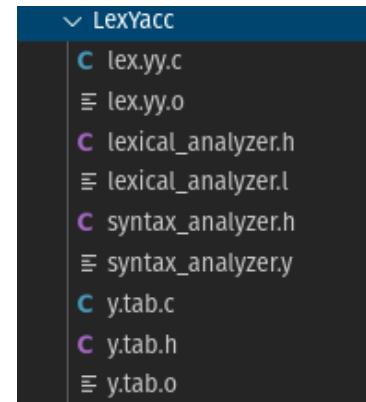 LexYacc
C lex.yy.c
lex.yy.o
C lexical_analyzer.h
lexical_analyzer.l
C syntax_analyzer.h
syntax_analyzer.y
C y.tab.c
C y.tab.h
y.tab.o